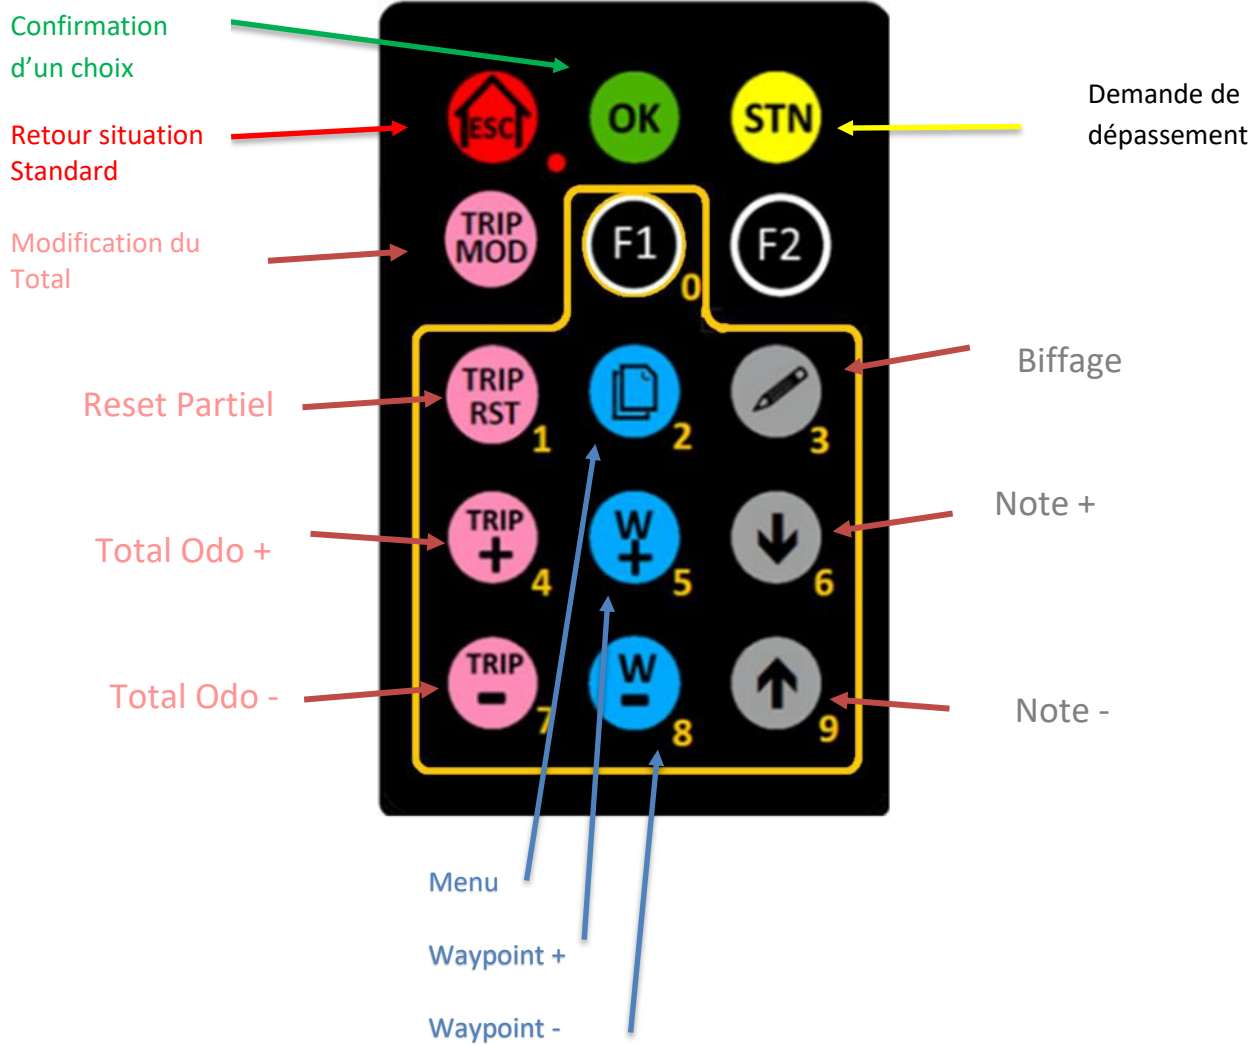 Confirmation
d’un choix
Retour situation
Standard
Modification du
Total
Reset Partiel
Total Odo +
Total Odo -
ESC
OK
STN
TRIP
MOD
F1
0
F2
TRIP
RST
1
2
3
TRIP
+
4
W
+
5
6
TRIP
-
7
W
-
8
9
Demande de
dépassement
Biffage
Note +
Note -
Menu
Waypoint +
Waypoint -